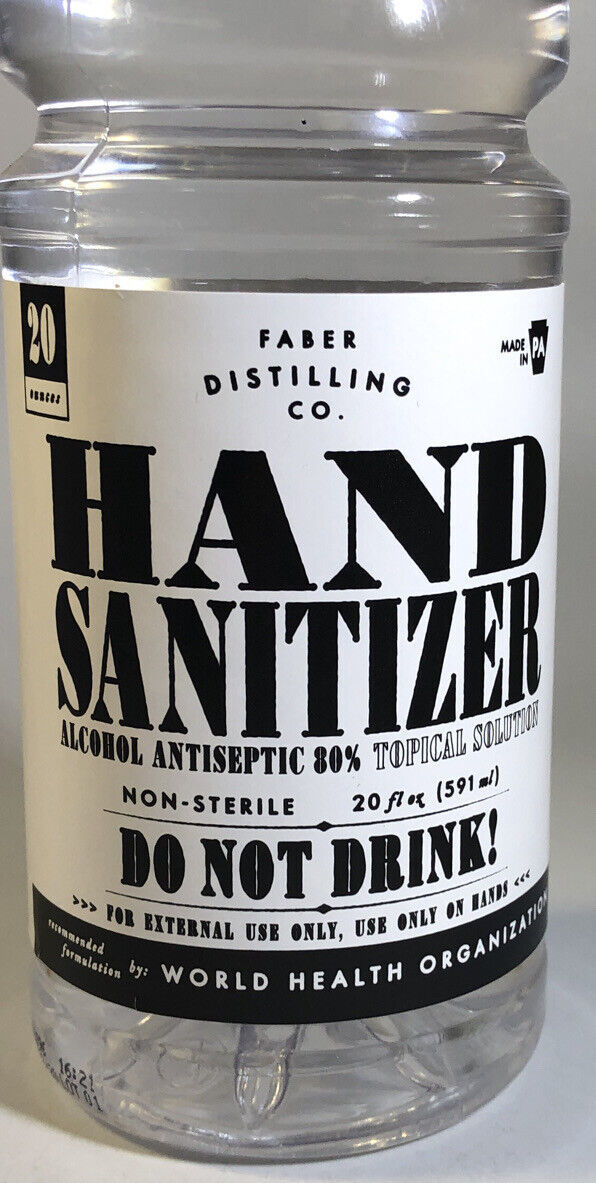 20
ounces
FABER
DISTILLING
CO.
MADE
IN
PA
HAND
SANITIZER
ALCOHOL ANTISEPTIC 80% TOPICAL SOLUTION
NON-STERILE 20 fl oz (591 ml)
DO NOT DRINK!
>>> FOR EXTERNAL USE ONLY, USE ONLY ON HANDS <<<
recommended
formulation by: WORLD HEALTH ORGANIZATION
16:21